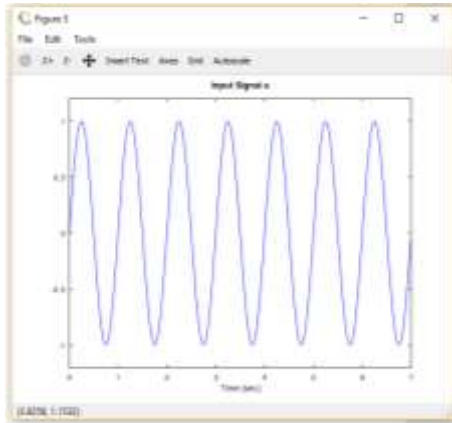 Figure 5
File Edit Tools
Z+ Z- Insert Text Axes Grid Autoscale
Input Signal u
1
0.5
0
-0.5
-1
0 1 2 3 4 5 6 7
Time (sec)